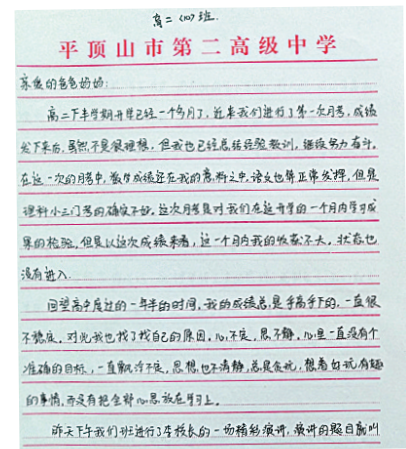 高二(10)班
平顶山市第二高级中学
亲爱的爸爸妈妈:
高二下半学期开学已经一个多月了,近来我们进行了第一次月考,成绩
发下来后,虽然不是很理想,但我也已经总结经验教训,继续努力奋斗。
在这一次的月考中,数学成绩还在我的意料之中,语文也算正常发挥,但是
理科小三门考的确实不好。这次月考是对我们在这开学的一个月内学习成
果的检验,但是以这次成绩来看,这一个月内我的收获不大,状态也
没有进入.
回望高中度过的一年半的时间,我的成绩总是乎高乎下的,一直很
不稳定,对此我也找了找自己的原因。心不定,思不静。心里一直没有个
准确的目标,一直飘浮不定,思想也不清静,总是贪玩,想着好玩有趣
的事情,而没有把全部心思放在学习上。
昨天下午我们班进行了李校长的一场精彩演讲,演讲的题目就叫